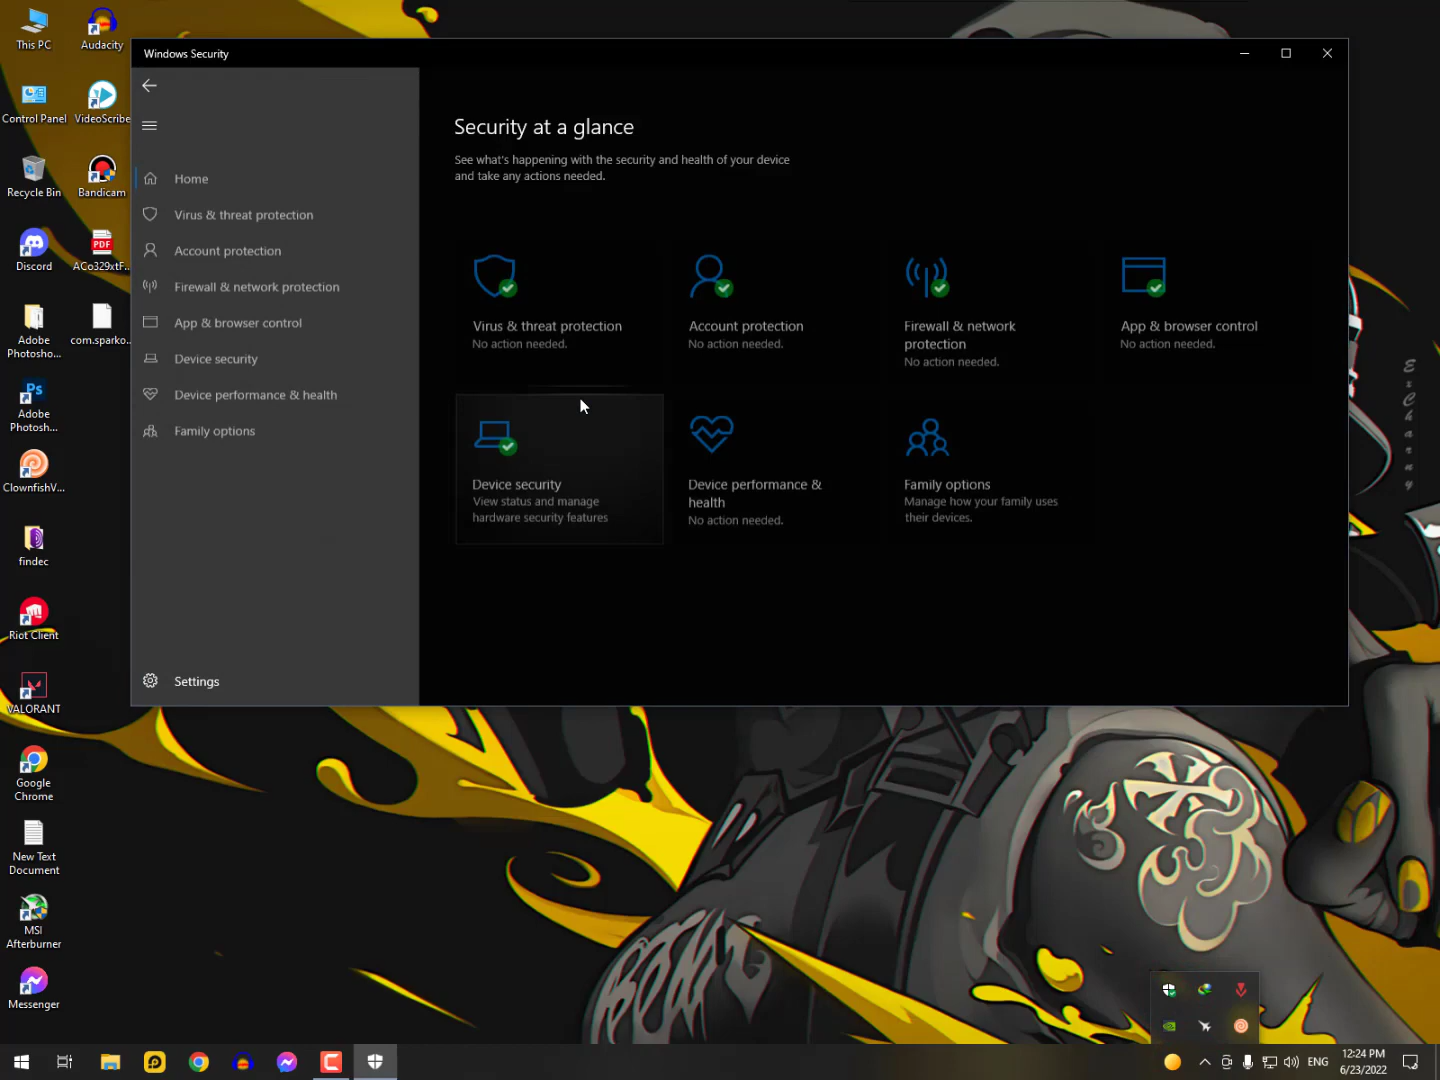 This PC
Audacity
Control Panel
VideoScribe
Recycle Bin
Bandicam
Discord
ACo329xtF...
PDF
Adobe
Photosho...
com.sparko...
Ps
Adobe
Photosh...
ClownfishV...
findec
Riot Client
VALORANT
Google
Chrome
New Text
Document
MSI
Afterburner
Messenger
Windows Security
Home
Virus & threat protection
Account protection
Firewall & network protection
App & browser control
Device security
Device performance & health
Family options
Settings
Security at a glance
See what's happening with the security and health of your device
and take any actions needed.
Virus & threat protection
No action needed.
Account protection
No action needed.
Firewall & network
protection
No action needed.
App & browser control
No action needed.
Device security
View status and manage
hardware security features
Device performance &
health
No action needed.
Family options
Manage how your family uses
their devices.
ENG
12:24 PM
6/23/2022